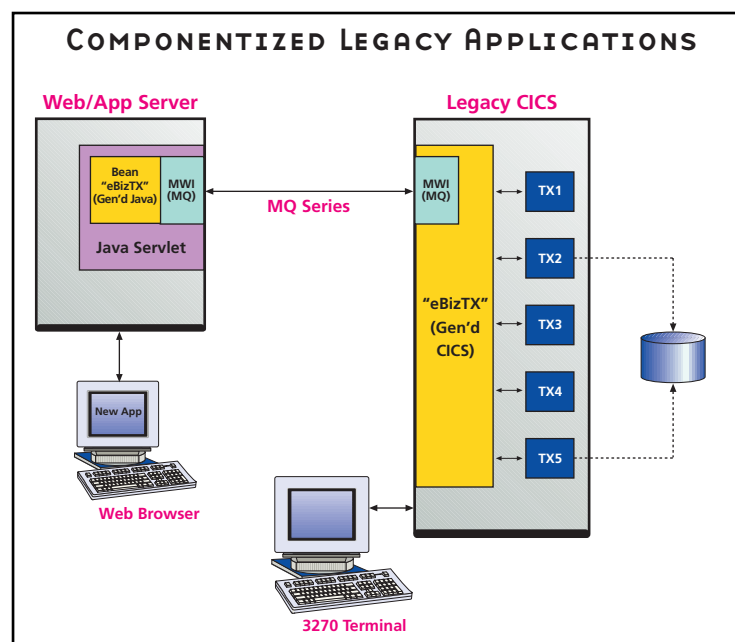 COMPONENTIZED LEGACY APPLICATIONS
Web/App Server
Legacy CICS
Bean
“eBizTX”
(Gen’d Java)
MWI
(MQ)
Java Servlet
MQ Series
MWI
(MQ)
“eBizTX”
(Gen’d
CICS)
TX1
TX2
TX3
TX4
TX5
New App
Web Browser
3270 Terminal